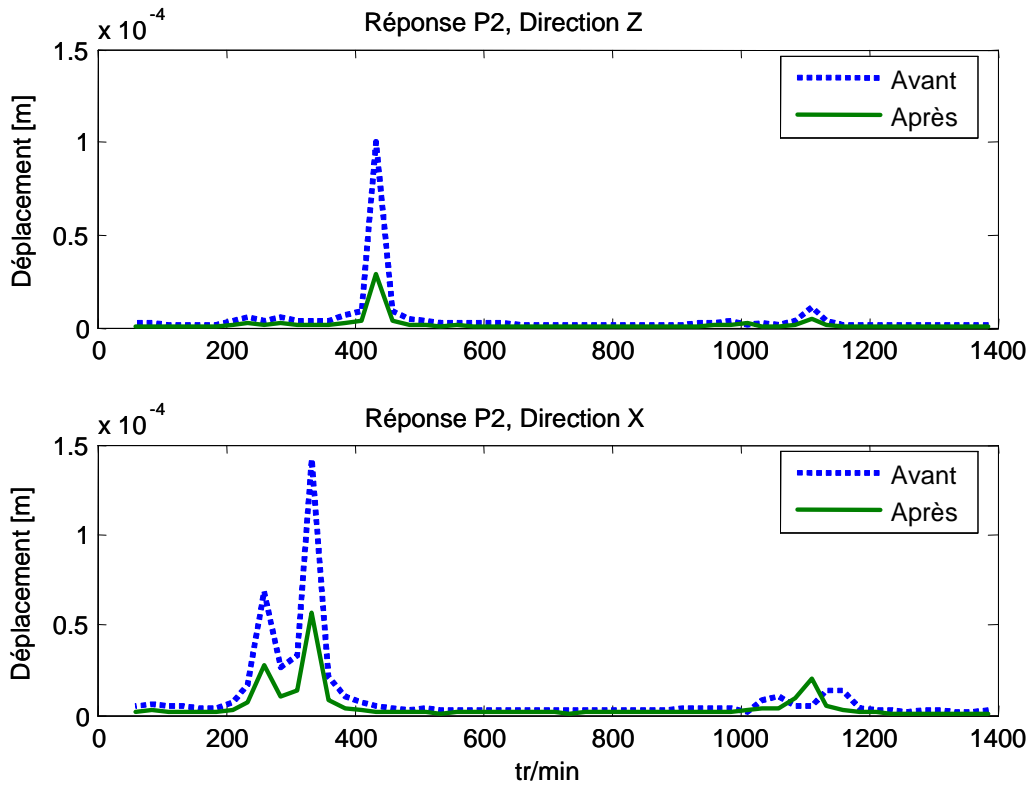 Réponse P2, Direction Z
x 10^-4
1.5
1
0.5
0
Déplacement [m]
0 200 400 600 800 1000 1200 1400
Avant
Après
Réponse P2, Direction X
x 10^-4
1.5
1
0.5
0
Déplacement [m]
0 200 400 600 800 1000 1200 1400
tr/min
Avant
Après